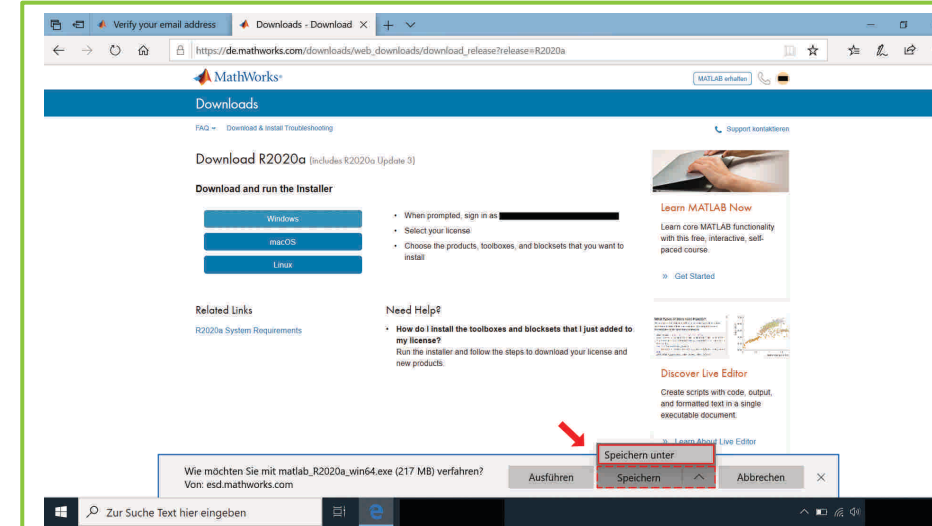 Verify your email address
Downloads - Download
https://de.mathworks.com/downloads/web_downloads/download_release?release=R2020a
MathWorks®
MATLAB erhalten
Downloads
FAQ
Download & Install Troubleshooting
Support kontaktieren
Download R2020a (includes R2020a Update 3)
Download and run the Installer
Windows
macOS
Linux
• When prompted, sign in as
• Select your license
• Choose the products, toolboxes, and blocksets that you want to
install
Learn MATLAB Now
Learn core MATLAB functionality
with this free, interactive, self-
paced course.
» Get Started
Related Links
R2020a System Requirements
Need Help?
• How do I install the toolboxes and blocksets that I just added to
my license?
Run the installer and follow the steps to download your license and
new products.
Discover Live Editor
Create scripts with code, output,
and formatted text in a single
executable document.
» Learn About Live Editor
Speichern unter
Wie möchten Sie mit matlab_R2020a_win64.exe (217 MB) verfahren?
Von: esd.mathworks.com
Ausführen
Speichern
Abbrechen
Zur Suche Text hier eingeben